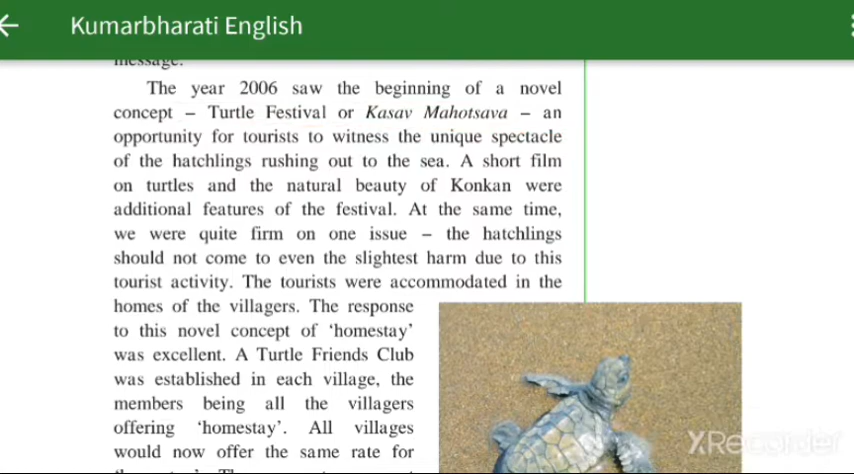 Kumarbharati English
message.
The year 2006 saw the beginning of a novel
concept – Turtle Festival or Kasav Mahotsava – an
opportunity for tourists to witness the unique spectacle
of the hatchlings rushing out to the sea. A short film
on turtles and the natural beauty of Konkan were
additional features of the festival. At the same time,
we were quite firm on one issue – the hatchlings
should not come to even the slightest harm due to this
tourist activity. The tourists were accommodated in the
homes of the villagers. The response
to this novel concept of ‘homestay’
was excellent. A Turtle Friends Club
was established in each village, the
members being all the villagers
offering ‘homestay’. All villages
would now offer the same rate for
XRecorder